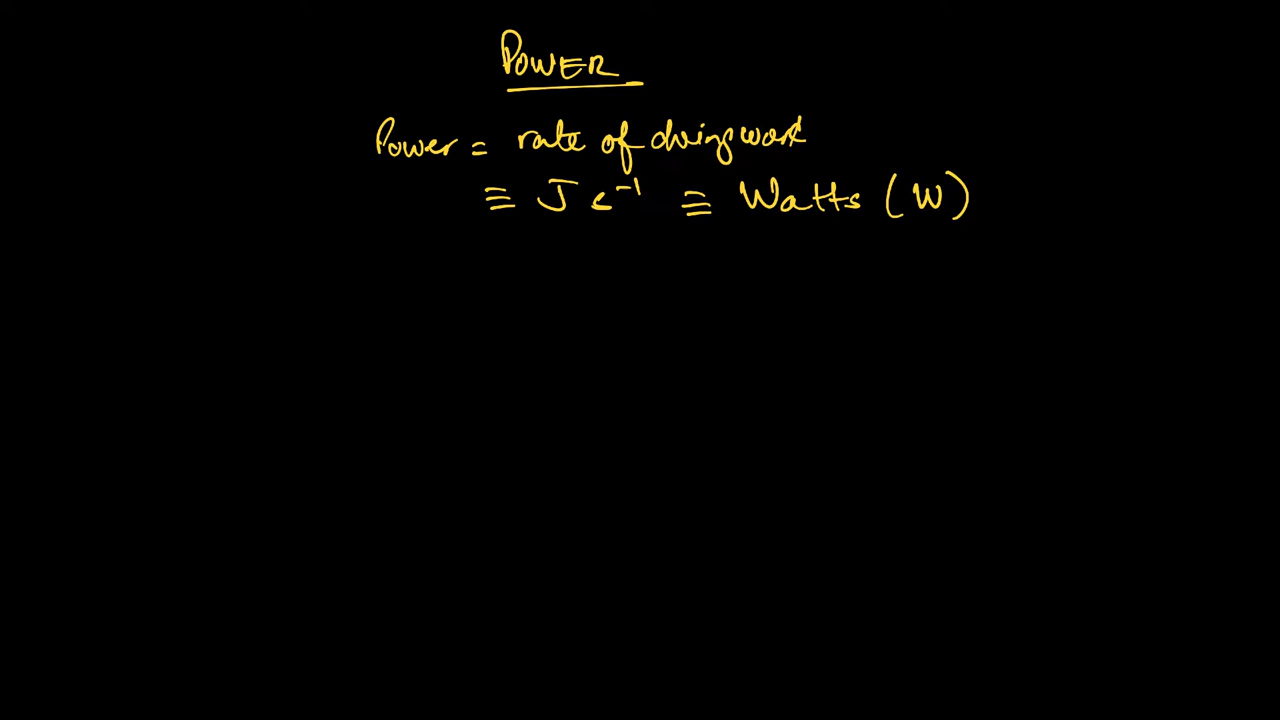 POWER
Power = rate of doing work
≡ J s⁻¹ ≡ Watts (W)